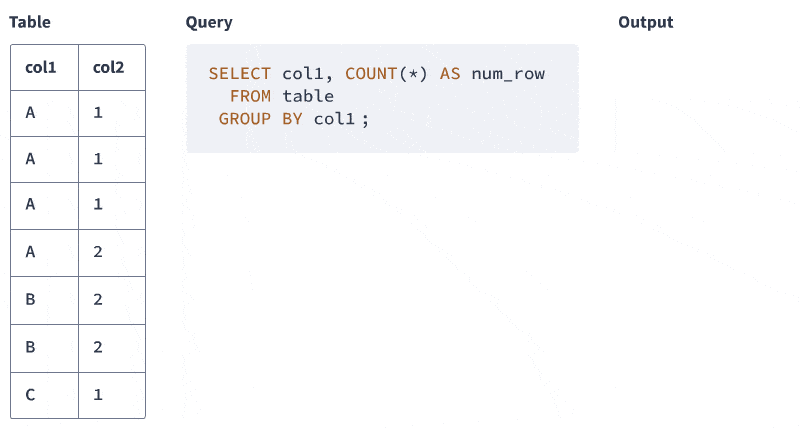 Table
Query
Output
SELECT col1, COUNT(*) AS num_row
FROM table
GROUP BY col1 ;
col1 col2
A 1
A 1
A 1
A 2
B 2
B 2
C 1